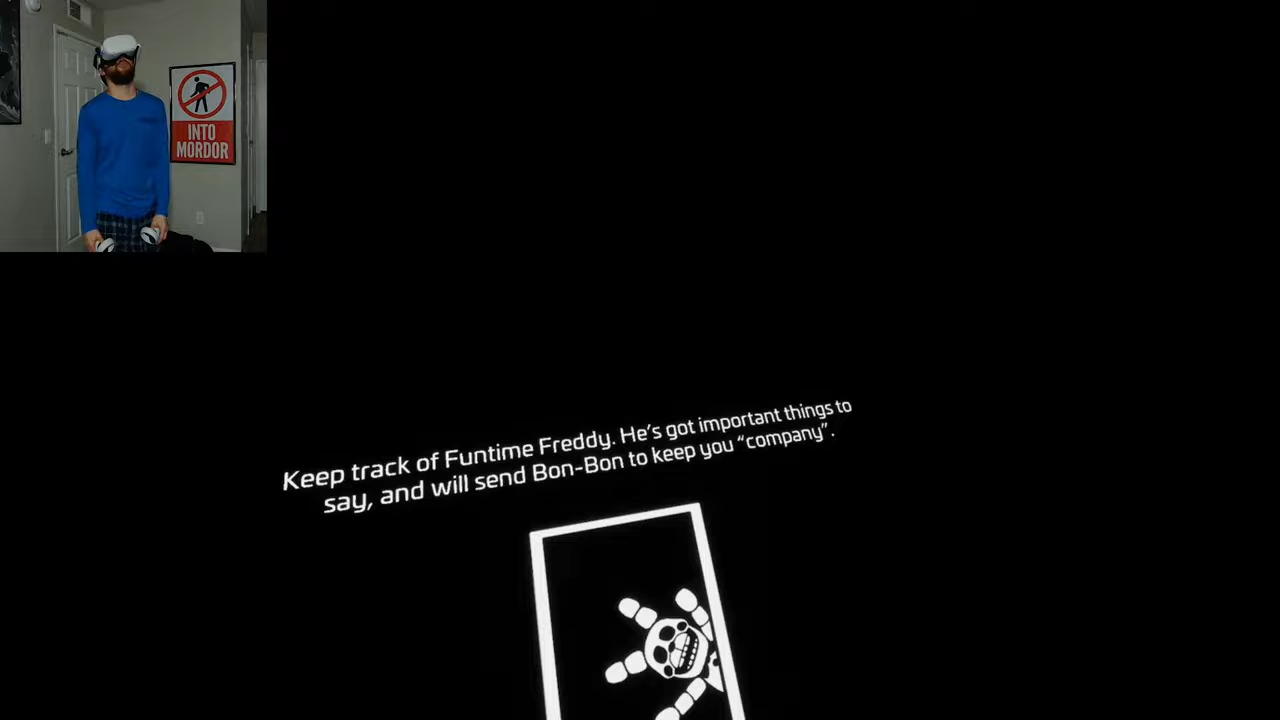 INTO
MORDOR
Keep track of Funtime Freddy. He's got important things to
say, and will send Bon-Bon to keep you “company”.